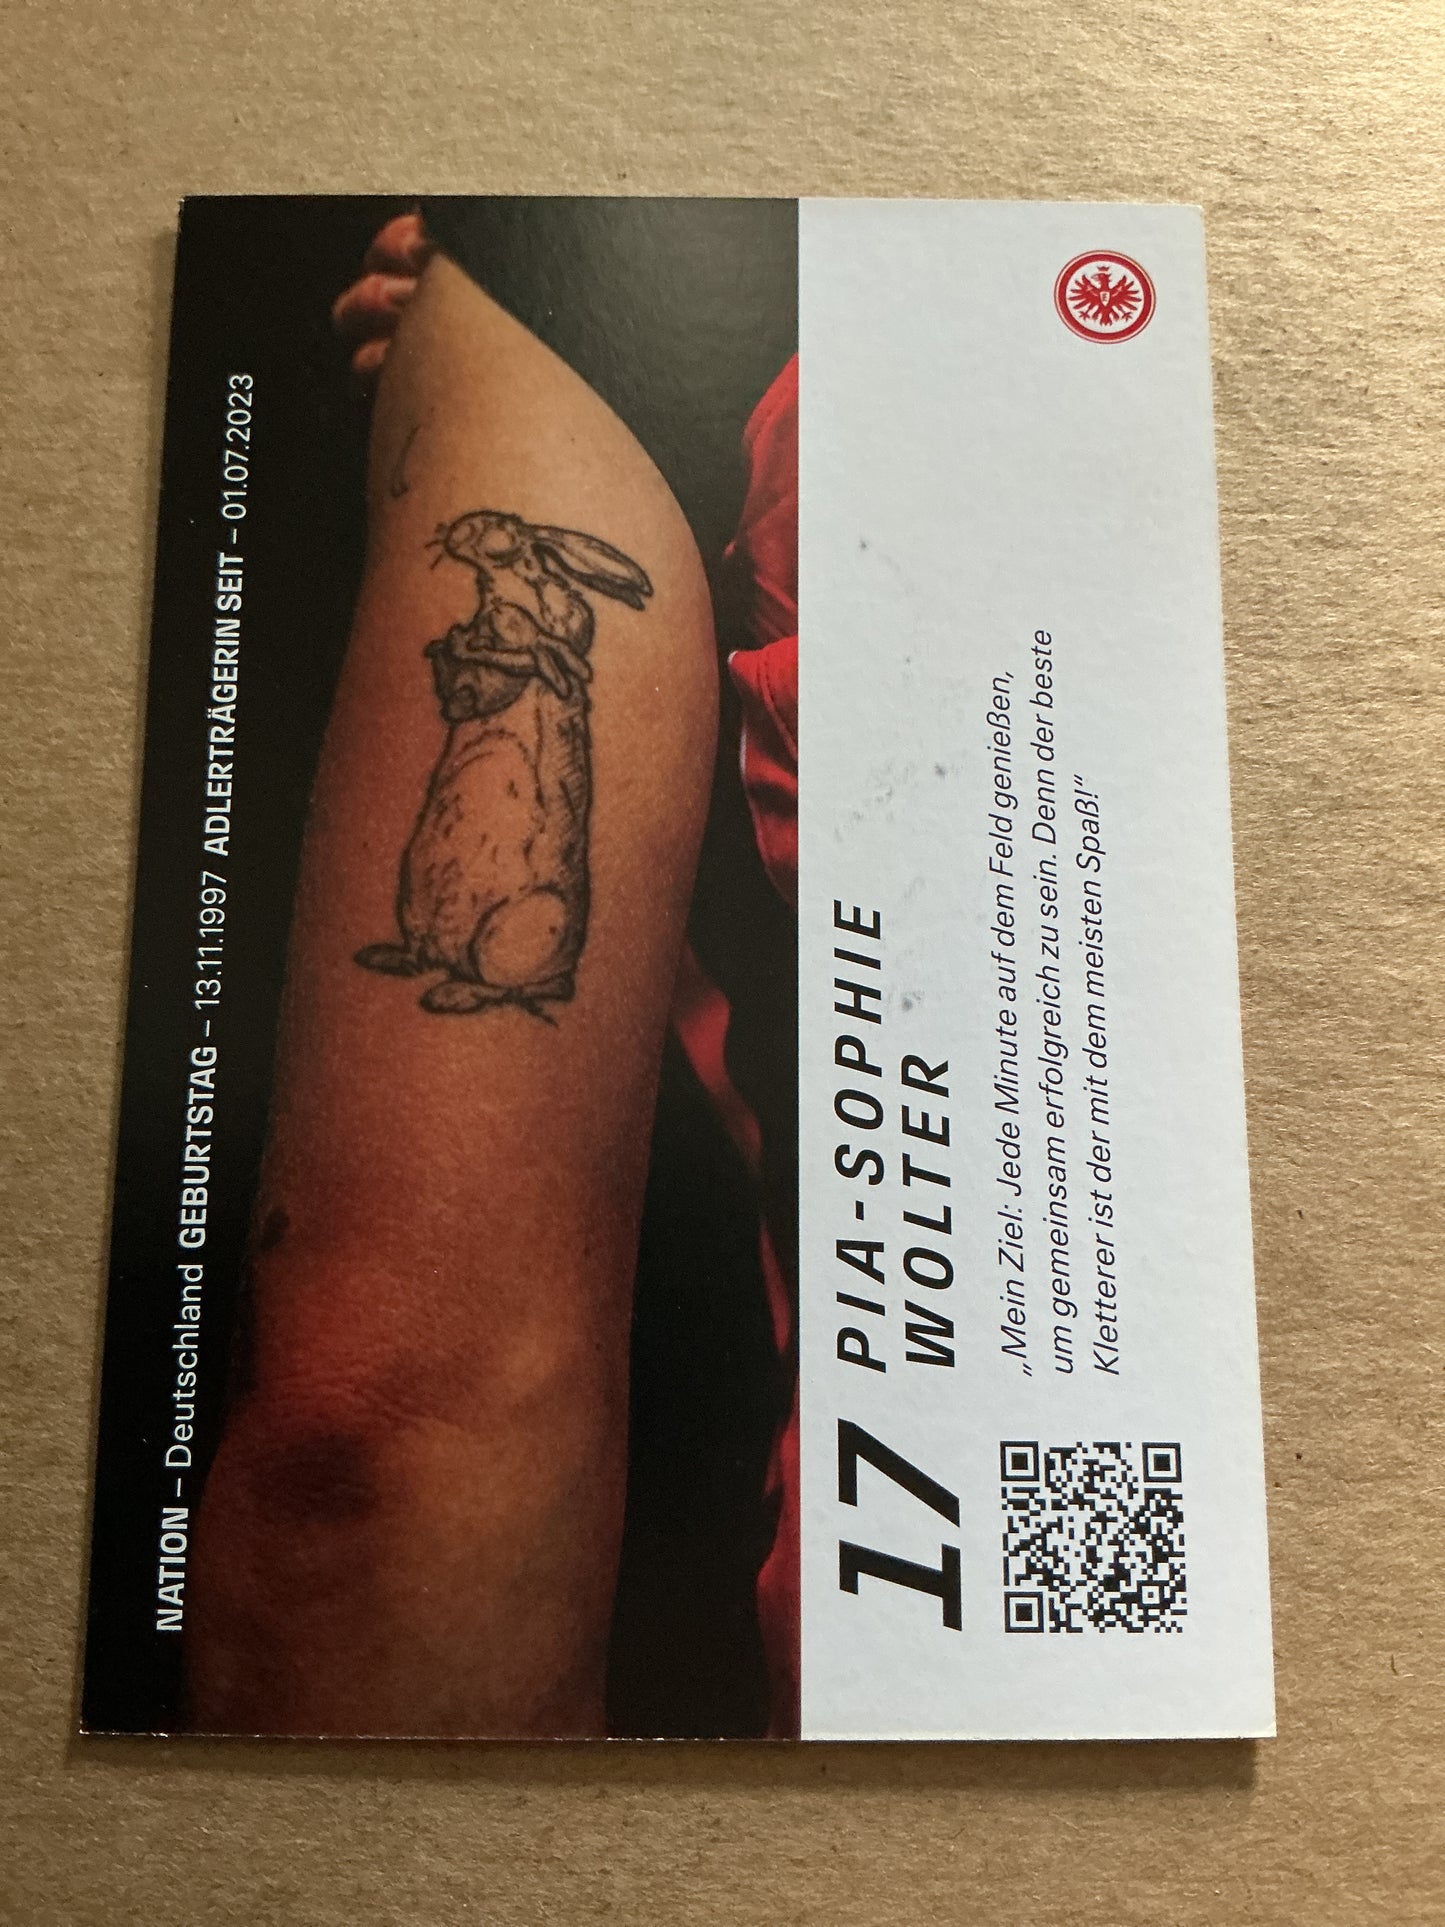 NATION – Deutschland GEBURTSTAG – 13.11.1997 ADLERTRÄGERIN SEIT – 01.07.2023
17
PIA-SOPHIE
WOLTER
„Mein Ziel: Jede Minute auf dem Feld genießen,
um gemeinsam erfolgreich zu sein. Denn der beste
Kletterer ist der mit dem meisten Spaß!“